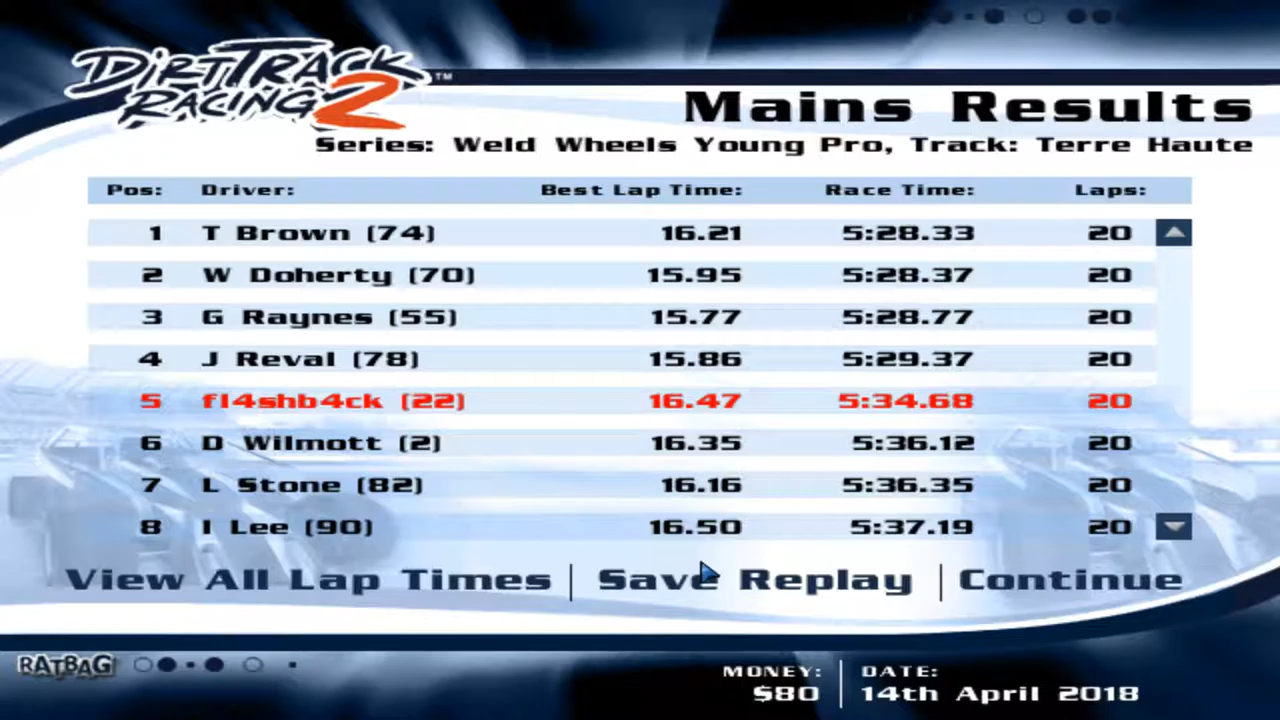 DIRT TRACK RACING 2 ™
Mains Results
Series: Weld Wheels Young Pro, Track: Terre Haute
Pos: Driver: Best Lap Time: Race Time: Laps:
1 T Brown (74) 16.21 5:28.33 20
2 W Doherty (70) 15.95 5:28.37 20
3 G Raynes (55) 15.77 5:28.77 20
4 J Reval (78) 15.86 5:29.37 20
5 fl4shb4ck (22) 16.47 5:34.68 20
6 D Wilmott (2) 16.35 5:36.12 20
7 L Stone (82) 16.16 5:36.35 20
8 I Lee (90) 16.50 5:37.19 20
View All Lap Times | Save Replay | Continue
RATBAG
MONEY: DATE:
$80 14th April 2018